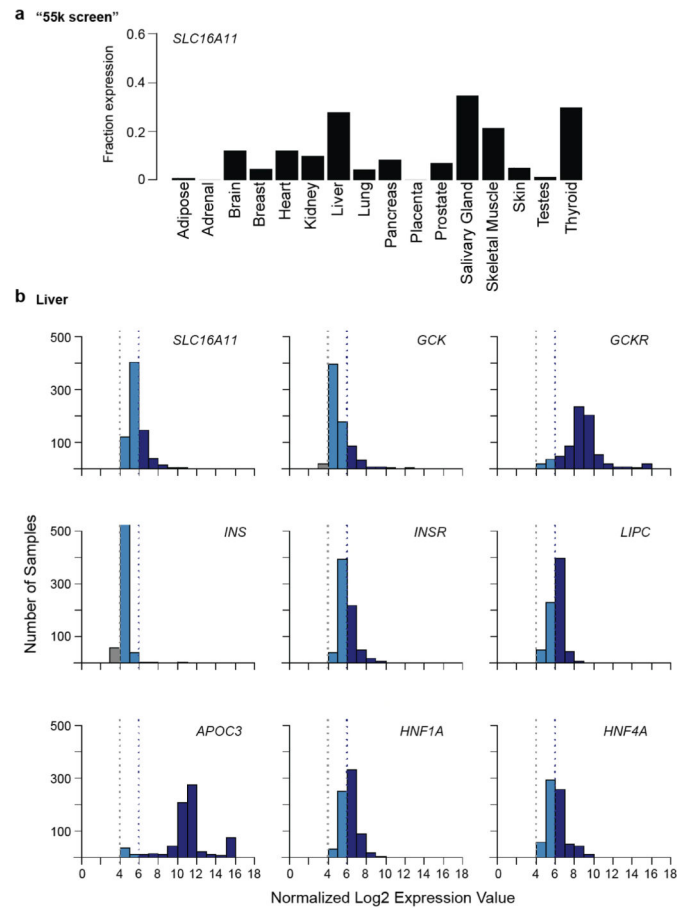 a "55k screen"
SLC16A11
Fraction expression
0.6
0.4
0.2
0
Adipose
Adrenal
Brain
Breast
Heart
Kidney
Liver
Lung
Pancreas
Placenta
Prostate
Salivary Gland
Skeletal Muscle
Skin
Testes
Thyroid
b Liver
SLC16A11
GCK
GCKR
500
300
100
INS
INSR
LIPC
500
300
100
Number of Samples
APOC3
HNF1A
HNF4A
500
300
100
0 2 4 6 8 10 12 14 16 18
0 2 4 6 8 10 12 14 16 18
0 2 4 6 8 10 12 14 16 18
Normalized Log2 Expression Value